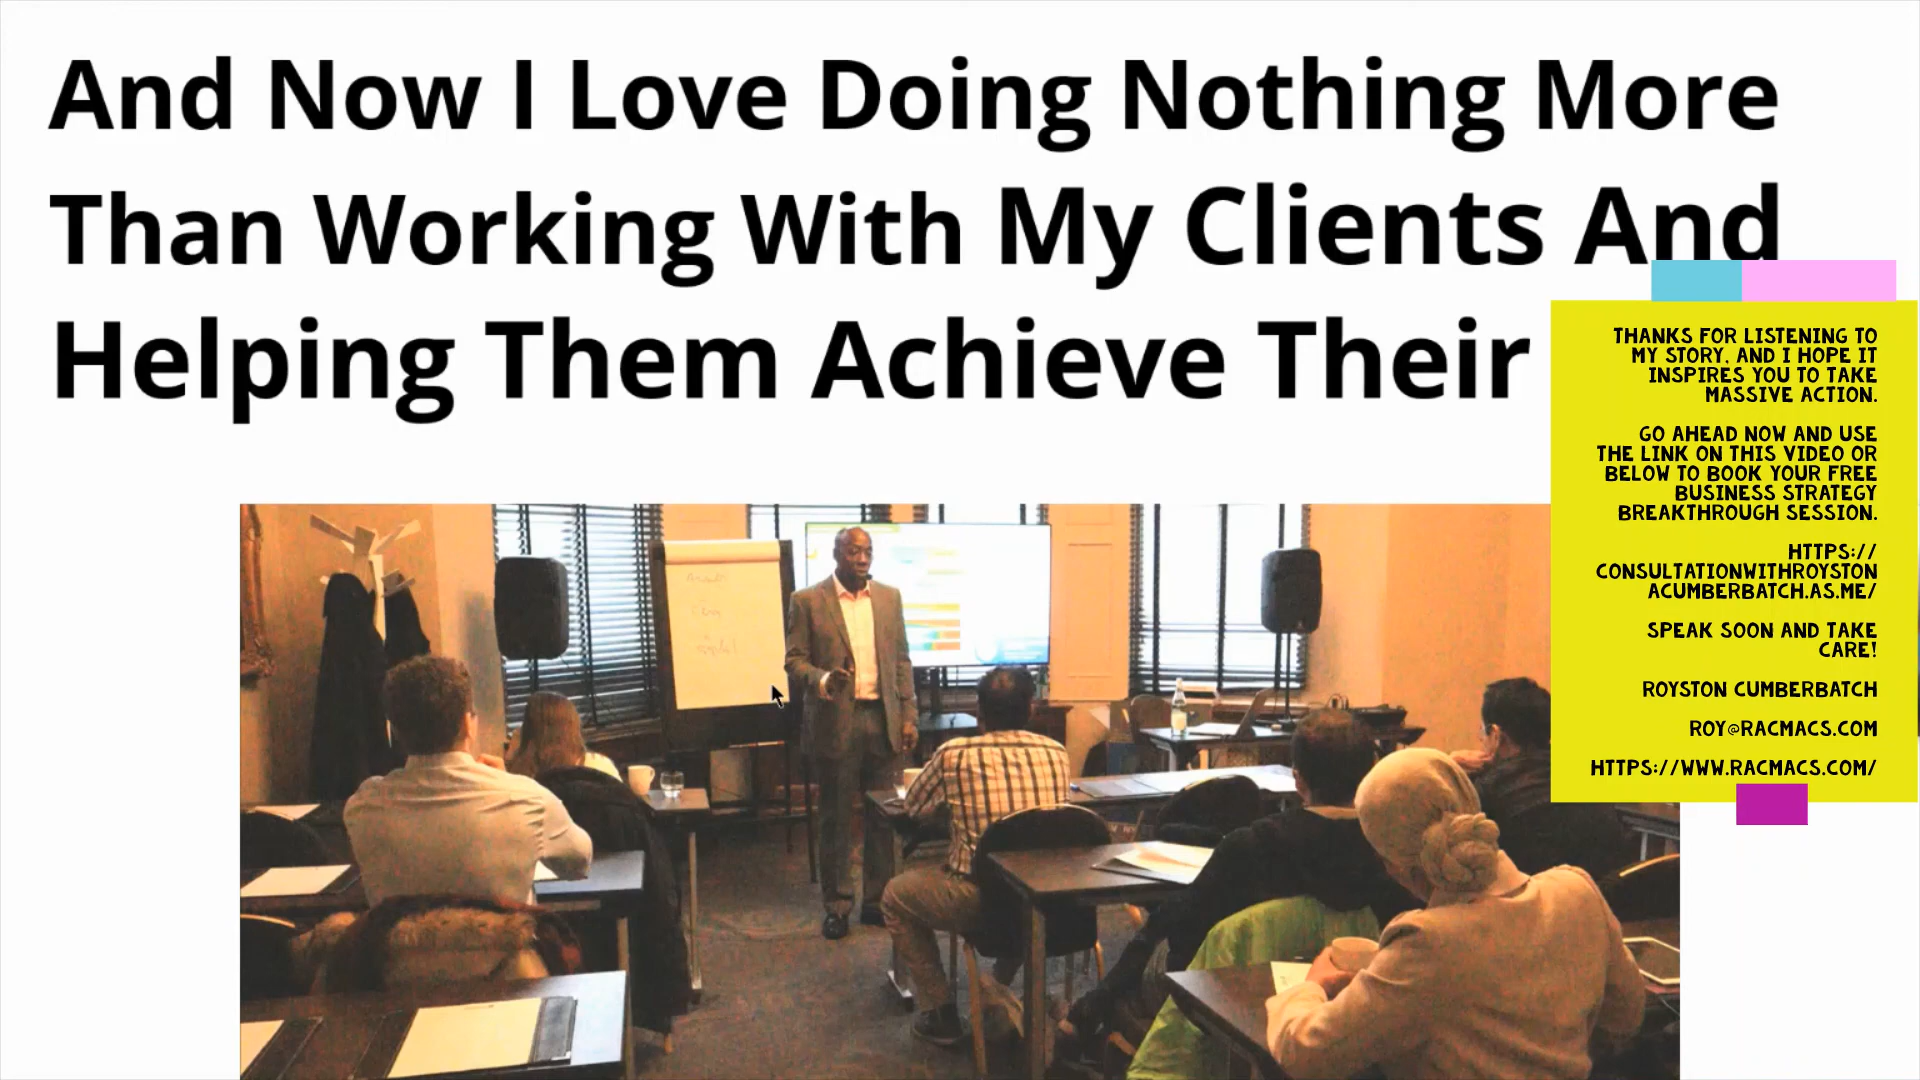 And Now I Love Doing Nothing More
Than Working With My Clients And
Helping Them Achieve Their
THANKS FOR LISTENING TO
MY STORY. AND I HOPE IT
INSPIRES YOU TO TAKE
MASSIVE ACTION.
GO AHEAD NOW AND USE
THE LINK ON THIS VIDEO OR
BELOW TO BOOK YOUR FREE
BUSINESS STRATEGY
BREAKTHROUGH SESSION.
HTTPS://
CONSULTATIONWITHROYSTON
ACUMBERBATCH.AS.ME/
SPEAK SOON AND TAKE
CARE!
ROYSTON CUMBERBATCH
ROY@RACMACS.COM
HTTPS://WWW.RACMACS.COM/